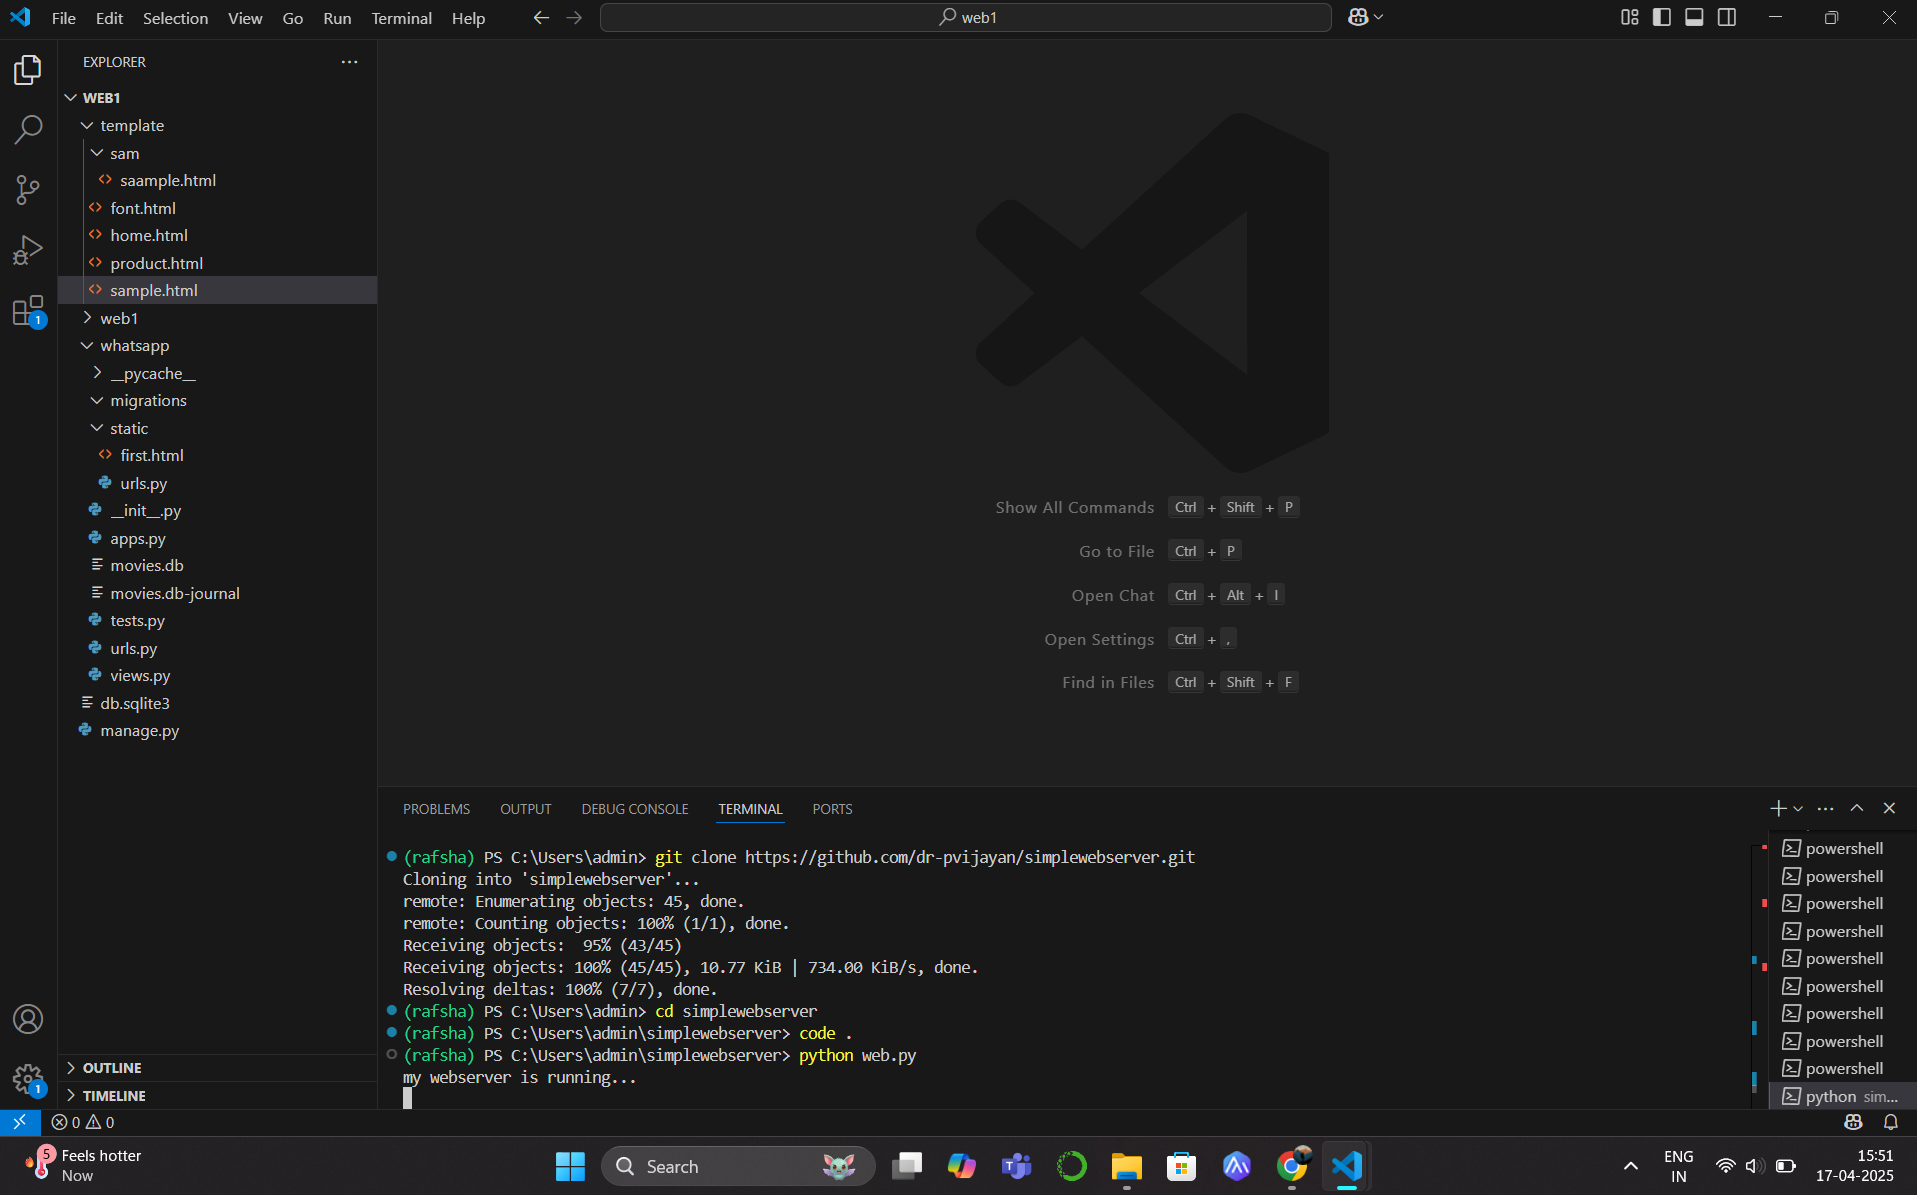 File Edit Selection View Go Run Terminal Help
web1
EXPLORER
WEB1
template
sam
saample.html
font.html
home.html
product.html
sample.html
web1
whatsapp
__pycache__
migrations
static
first.html
urls.py
__init__.py
apps.py
movies.db
movies.db-journal
tests.py
urls.py
views.py
db.sqlite3
manage.py
OUTLINE
TIMELINE
1
1
Show All Commands Ctrl + Shift + P
Go to File Ctrl + P
Open Chat Ctrl + Alt + I
Open Settings Ctrl + ,
Find in Files Ctrl + Shift + F
PROBLEMS OUTPUT DEBUG CONSOLE TERMINAL PORTS
(rafsha) PS C:\Users\admin> git clone https://github.com/dr-pvijayan/simplewebserver.git
Cloning into 'simplewebserver'...
remote: Enumerating objects: 45, done.
remote: Counting objects: 100% (1/1), done.
Receiving objects:  95% (43/45)
Receiving objects: 100% (45/45), 10.77 KiB | 734.00 KiB/s, done.
Resolving deltas: 100% (7/7), done.
(rafsha) PS C:\Users\admin> cd simplewebserver
(rafsha) PS C:\Users\admin\simplewebserver> code .
(rafsha) PS C:\Users\admin\simplewebserver> python web.py
my webserver is running...
powershell
powershell
powershell
powershell
powershell
powershell
powershell
powershell
powershell
python sim...
0 0
5
Feels hotter
Now
Search
ENG
IN
15:51
17-04-2025